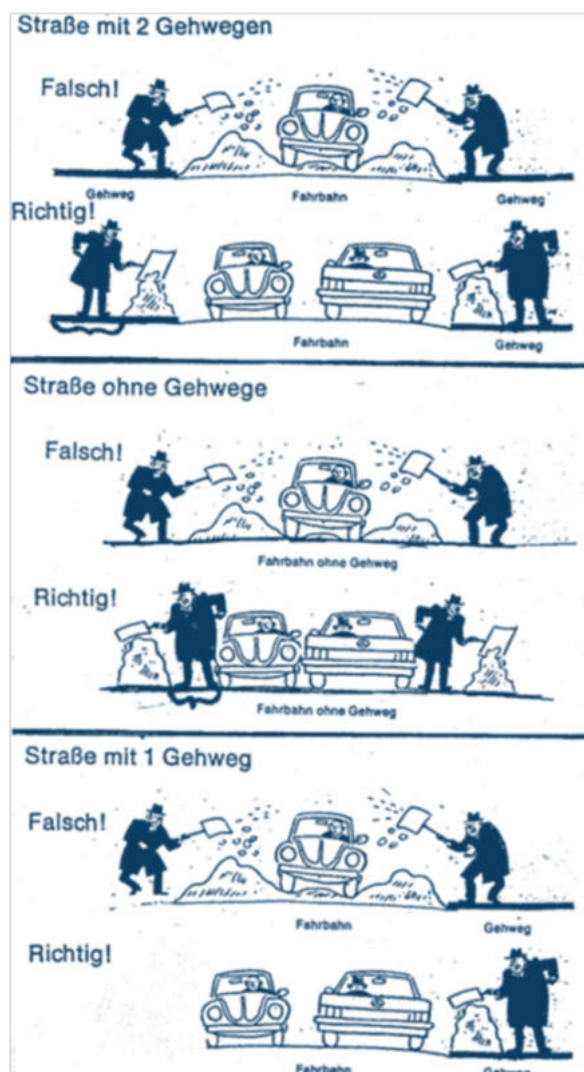 Straße mit 2 Gehwegen
Falsch!
Gehweg Fahrbahn Gehweg
Richtig!
Fahrbahn Gehweg
Straße ohne Gehwege
Falsch!
Fahrbahn ohne Gehweg
Richtig!
Fahrbahn ohne Gehweg
Straße mit 1 Gehweg
Falsch!
Fahrbahn Gehweg
Richtig!
Fahrbahn Gehweg